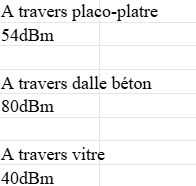 A travers placo-platre
54dBm
A travers dalle béton
80dBm
A travers vitre
40dBm